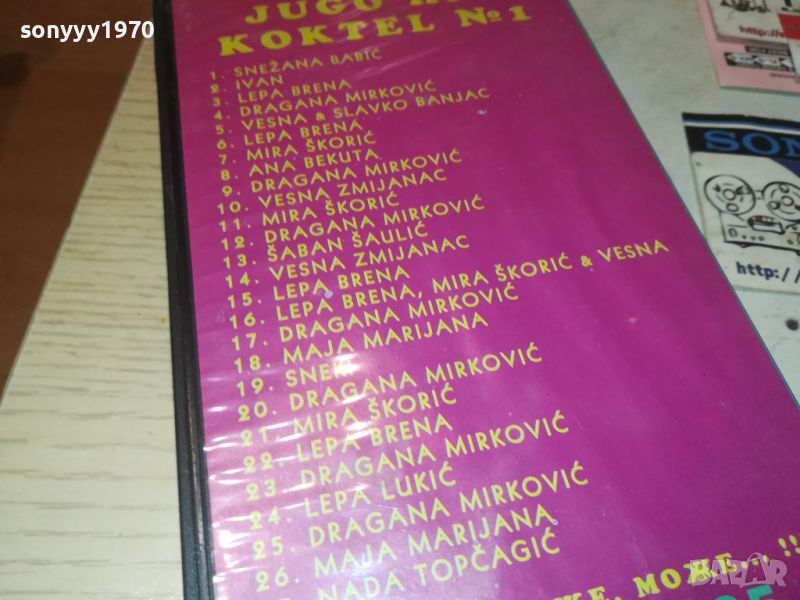 sonyyy1970
JUGO
KOKTEL №1
1. SNEŽANA BABIĆ
2. IVAN
3. LEPA BRENA
4. DRAGANA MIRKOVIĆ
5. VESNA & SLAVKO BANJAC
6. LEPA BRENA
7. MIRA ŠKORIĆ
8. ANA BEKUTA
9. DRAGANA MIRKOVIĆ
10. VESNA ZMIJANAC
11. MIRA ŠKORIĆ
12. DRAGANA MIRKOVIĆ
13. ŠABAN ŠAULIĆ
14. VESNA ZMIJANAC
15. LEPA BRENA
16. LEPA BRENA, MIRA ŠKORIĆ & VESNA
17. DRAGANA MIRKOVIĆ
18. MAJA MARIJANA
19. SNEKI
20. DRAGANA MIRKOVIĆ
21. MIRA ŠKORIĆ
22. LEPA BRENA
23. DRAGANA MIRKOVIĆ
24. LEPA LUKIĆ
25. DRAGANA MIRKOVIĆ
26. MAJA MARIJANA
NADA TOPČAGIĆ
МОЖЕ..!!
SON
http://
BAZAR